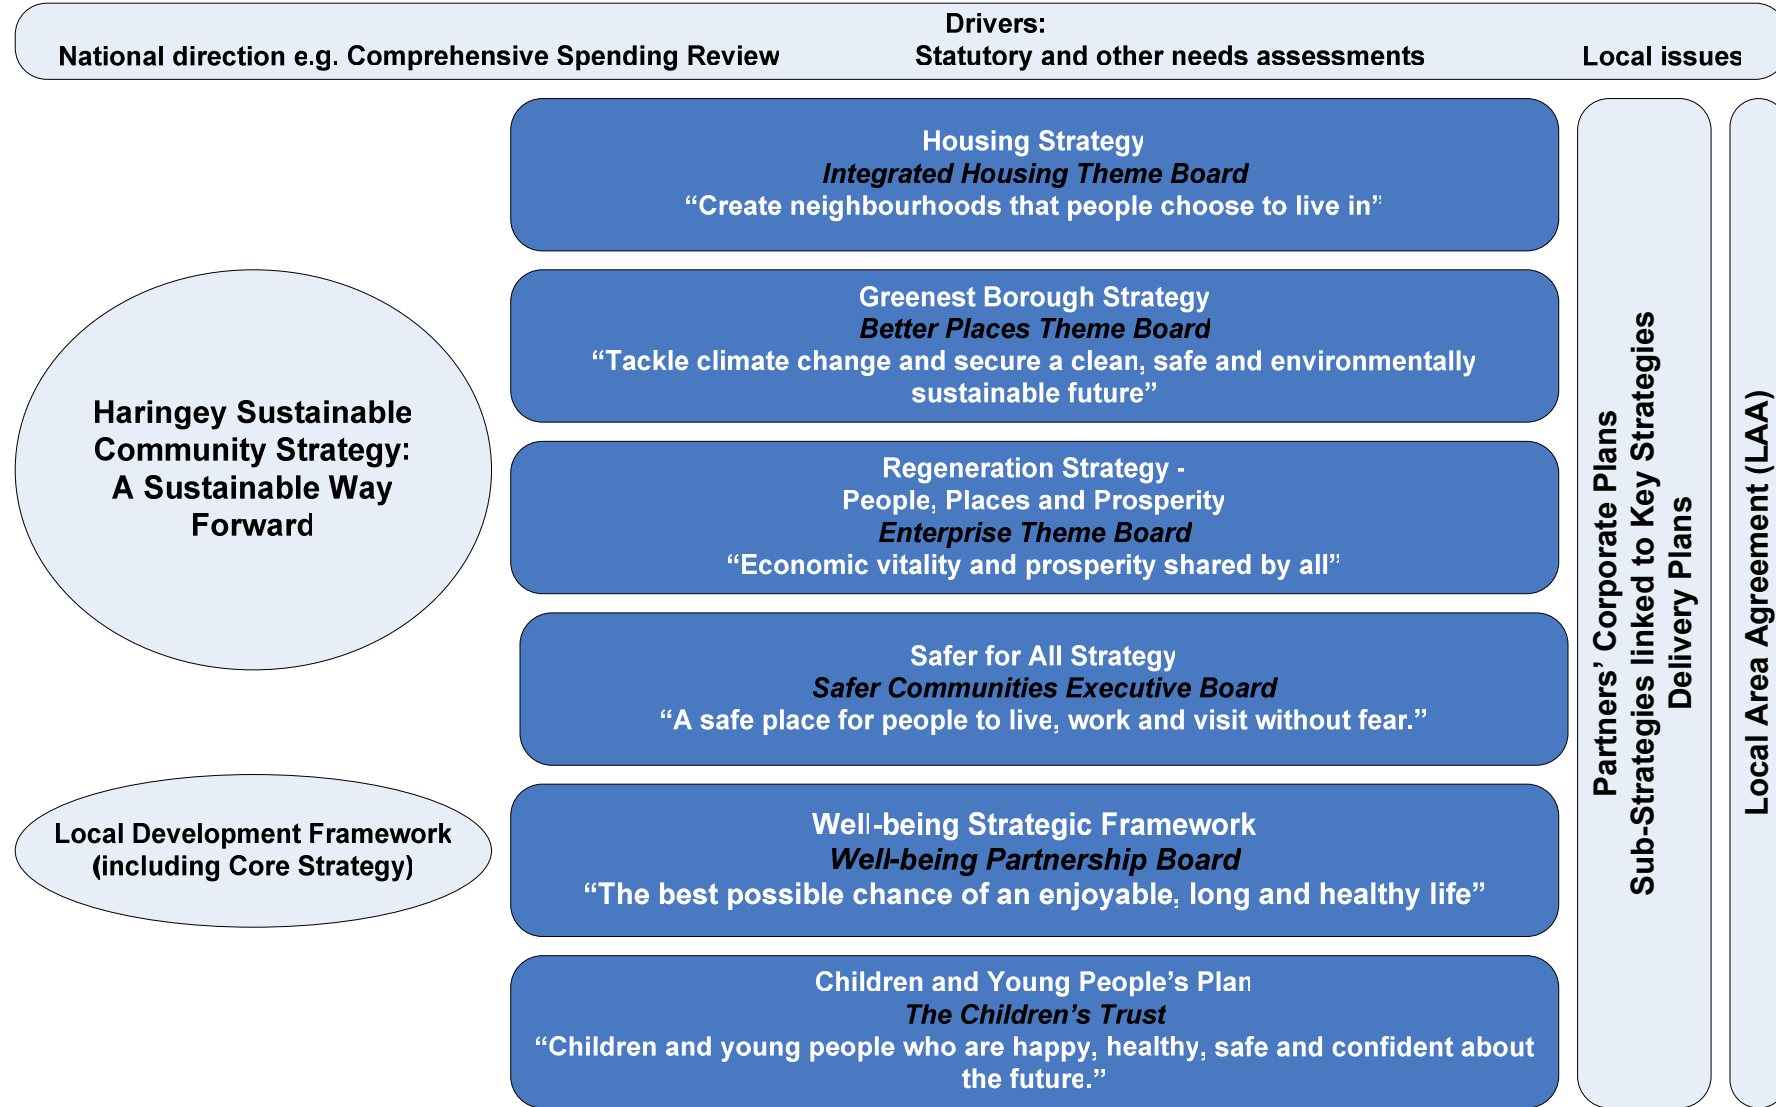 Drivers:
National direction e.g. Comprehensive Spending Review Statutory and other needs assessments Local issues
Haringey Sustainable
Community Strategy:
A Sustainable Way
Forward
Local Development Framework
(including Core Strategy)
Housing Strategy
Integrated Housing Theme Board
“Create neighbourhoods that people choose to live in”
Greenest Borough Strategy
Better Places Theme Board
“Tackle climate change and secure a clean, safe and environmentally
sustainable future”
Regeneration Strategy -
People, Places and Prosperity
Enterprise Theme Board
“Economic vitality and prosperity shared by all”
Safer for All Strategy
Safer Communities Executive Board
“A safe place for people to live, work and visit without fear.”
Well-being Strategic Framework
Well-being Partnership Board
“The best possible chance of an enjoyable, long and healthy life”
Children and Young People’s Plan
The Children’s Trust
“Children and young people who are happy, healthy, safe and confident about
the future.”
Partners’ Corporate Plans
Sub-Strategies linked to Key Strategies
Delivery Plans
Local Area Agreement (LAA)